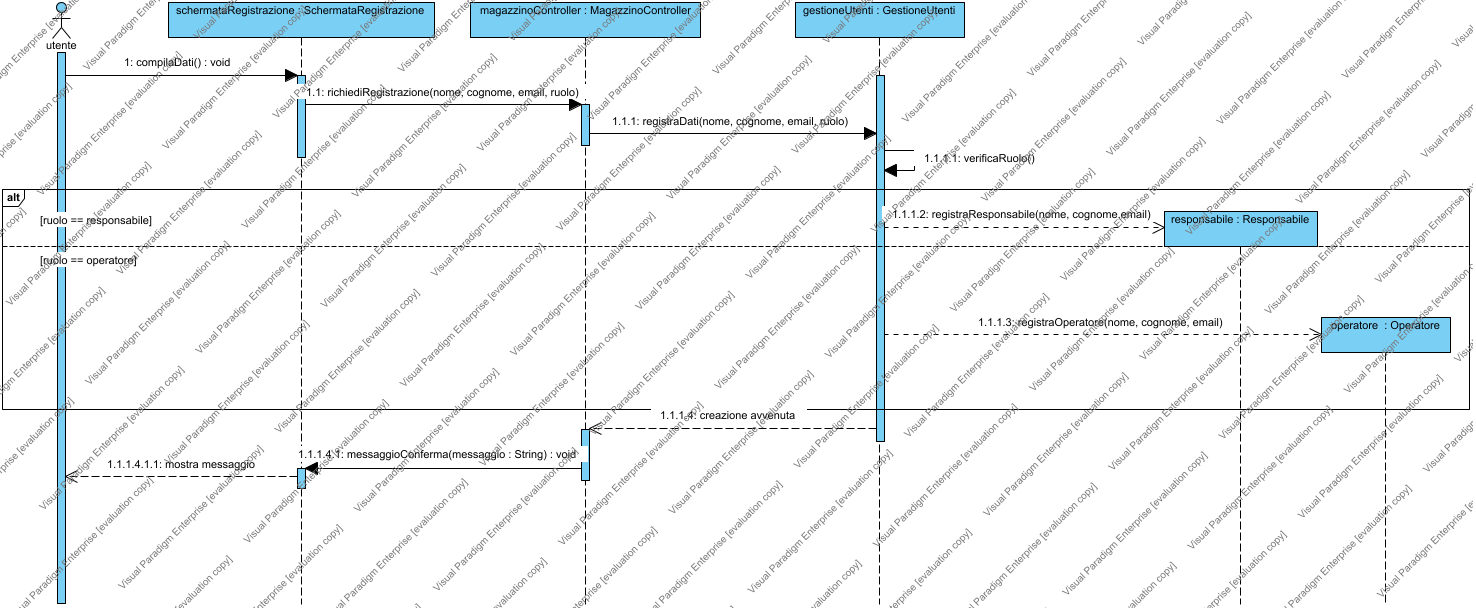 schermataRegistrazione : SchermataRegistrazione
magazzinoController : MagazzinoController
gestioneUtenti : GestioneUtenti
utente
1: compilaDati() : void
1.1: richiediRegistrazione(nome, cognome, email, ruolo)
1.1.1: registraDati(nome, cognome, email, ruolo)
1.1.1.1: verificaRuolo()
alt
[ruolo == responsabile]
1.1.1.2: registraResponsabile(nome, cognome,email)
responsabile : Responsabile
[ruolo == operatore]
1.1.1.3: registraOperatore(nome, cognome, email)
operatore : Operatore
1.1.1.4: creazione avvenuta
1.1.1.4.1: messaggioConferma(messaggio : String) : void
1.1.1.4.1.1: mostra messaggio
Visual Paradigm Enterprise [evaluation copy]